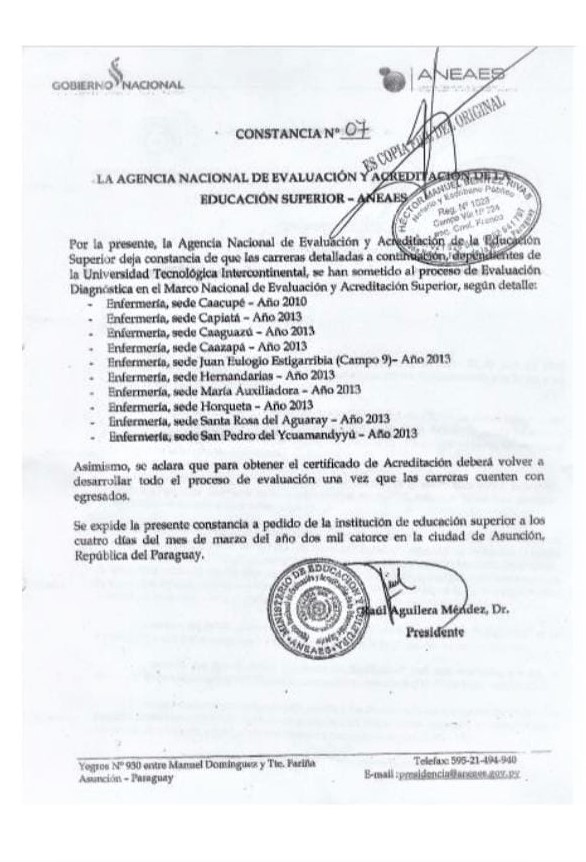 GOBIERNO NACIONAL
ANEAES
CONSTANCIA Nº 07
ES COPIA FIEL DEL ORIGINAL
LA AGENCIA NACIONAL DE EVALUACIÓN Y ACREDITACIÓN DE LA
EDUCACIÓN SUPERIOR – ANEAES
HECTOR MANUEL RIVAS
Notario y Escribano Público
Reg. Nº 1028
Por la presente, la Agencia Nacional de Evaluación y Acreditación de la Educación
Superior deja constancia de que las carreras detalladas a continuación, dependientes de
la Universidad Tecnológica Intercontinental, se han sometido al proceso de Evaluación
Diagnóstica en el Marco Nacional de Evaluación y Acreditación Superior, según detalle:
- Enfermería, sede Caacupé – Año 2010
- Enfermería, sede Capiatá – Año 2013
- Enfermería, sede Caaguazú – Año 2013
- Enfermería, sede Caazapá – Año 2013
- Enfermería, sede Juan Eulogio Estigarribia (Campo 9)– Año 2013
- Enfermería, sede Hernandarias – Año 2013
- Enfermería, sede María Auxiliadora – Año 2013
- Enfermería, sede Horqueta – Año 2013
- Enfermería, sede Santa Rosa del Aguaray – Año 2013
- Enfermería, sede San Pedro del Ycuamandyyú – Año 2013
Asimismo, se aclara que para obtener el certificado de Acreditación deberá volver a
desarrollar todo el proceso de evaluación una vez que las carreras cuenten con
egresados.
Se expide la presente constancia a pedido de la institución de educación superior a los
cuatro días del mes de marzo del año dos mil catorce en la ciudad de Asunción,
República del Paraguay.
MINISTERIO DE EDUCACION Y CULTURA
ANEAES
Raúl Aguilera Méndez, Dr.
Presidente
Yegros Nº 930 entre Manuel Domínguez y Tte. Fariña
Asunción – Paraguay
Telefax: 595-21-494-940
E-mail :presidencia@aneaes.gov.py